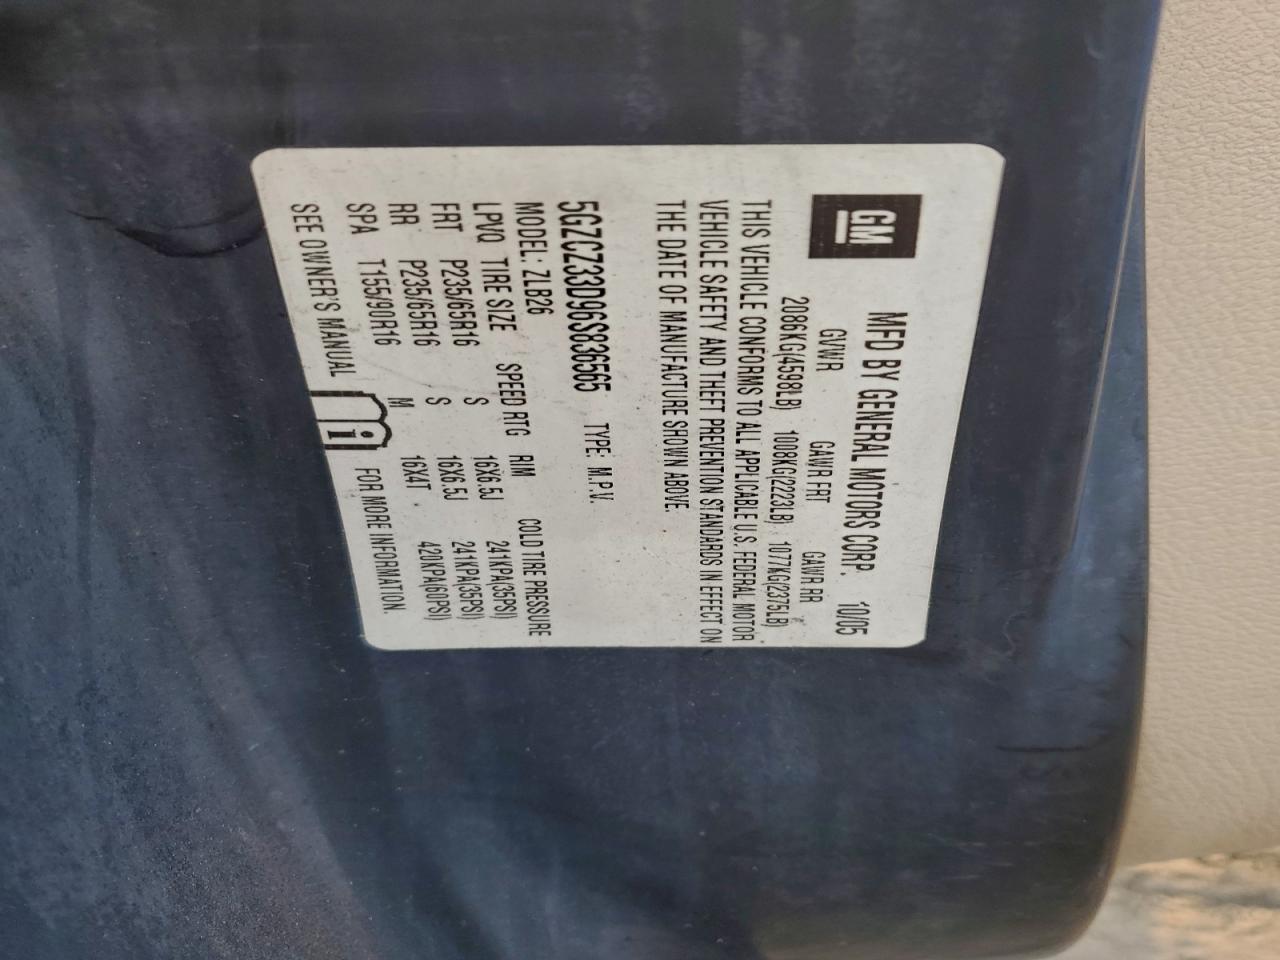 GM MFD BY GENERAL MOTORS CORP. 10/05
GVWR GAWR FRT GAWR RR
2086KG(4598LB) 1008KG(2223LB) 1077KG(2375LB)
THIS VEHICLE CONFORMS TO ALL APPLICABLE U.S. FEDERAL MOTOR
VEHICLE SAFETY AND THEFT PREVENTION STANDARDS IN EFFECT ON
THE DATE OF MANUFACTURE SHOWN ABOVE.
5GZCZ33D96S836565 TYPE: M.P.V.
MODEL: ZLB26
LPVQ TIRE SIZE SPEED RTG RIM COLD TIRE PRESSURE
FRT P235/65R16 S 16X6.5J 241KPA(35PSI)
RR P235/65R16 S 16X6.5J 241KPA(35PSI)
SPA T155/90R16 M 16X4T 420KPA(60PSI)
SEE OWNER'S MANUAL i FOR MORE INFORMATION.